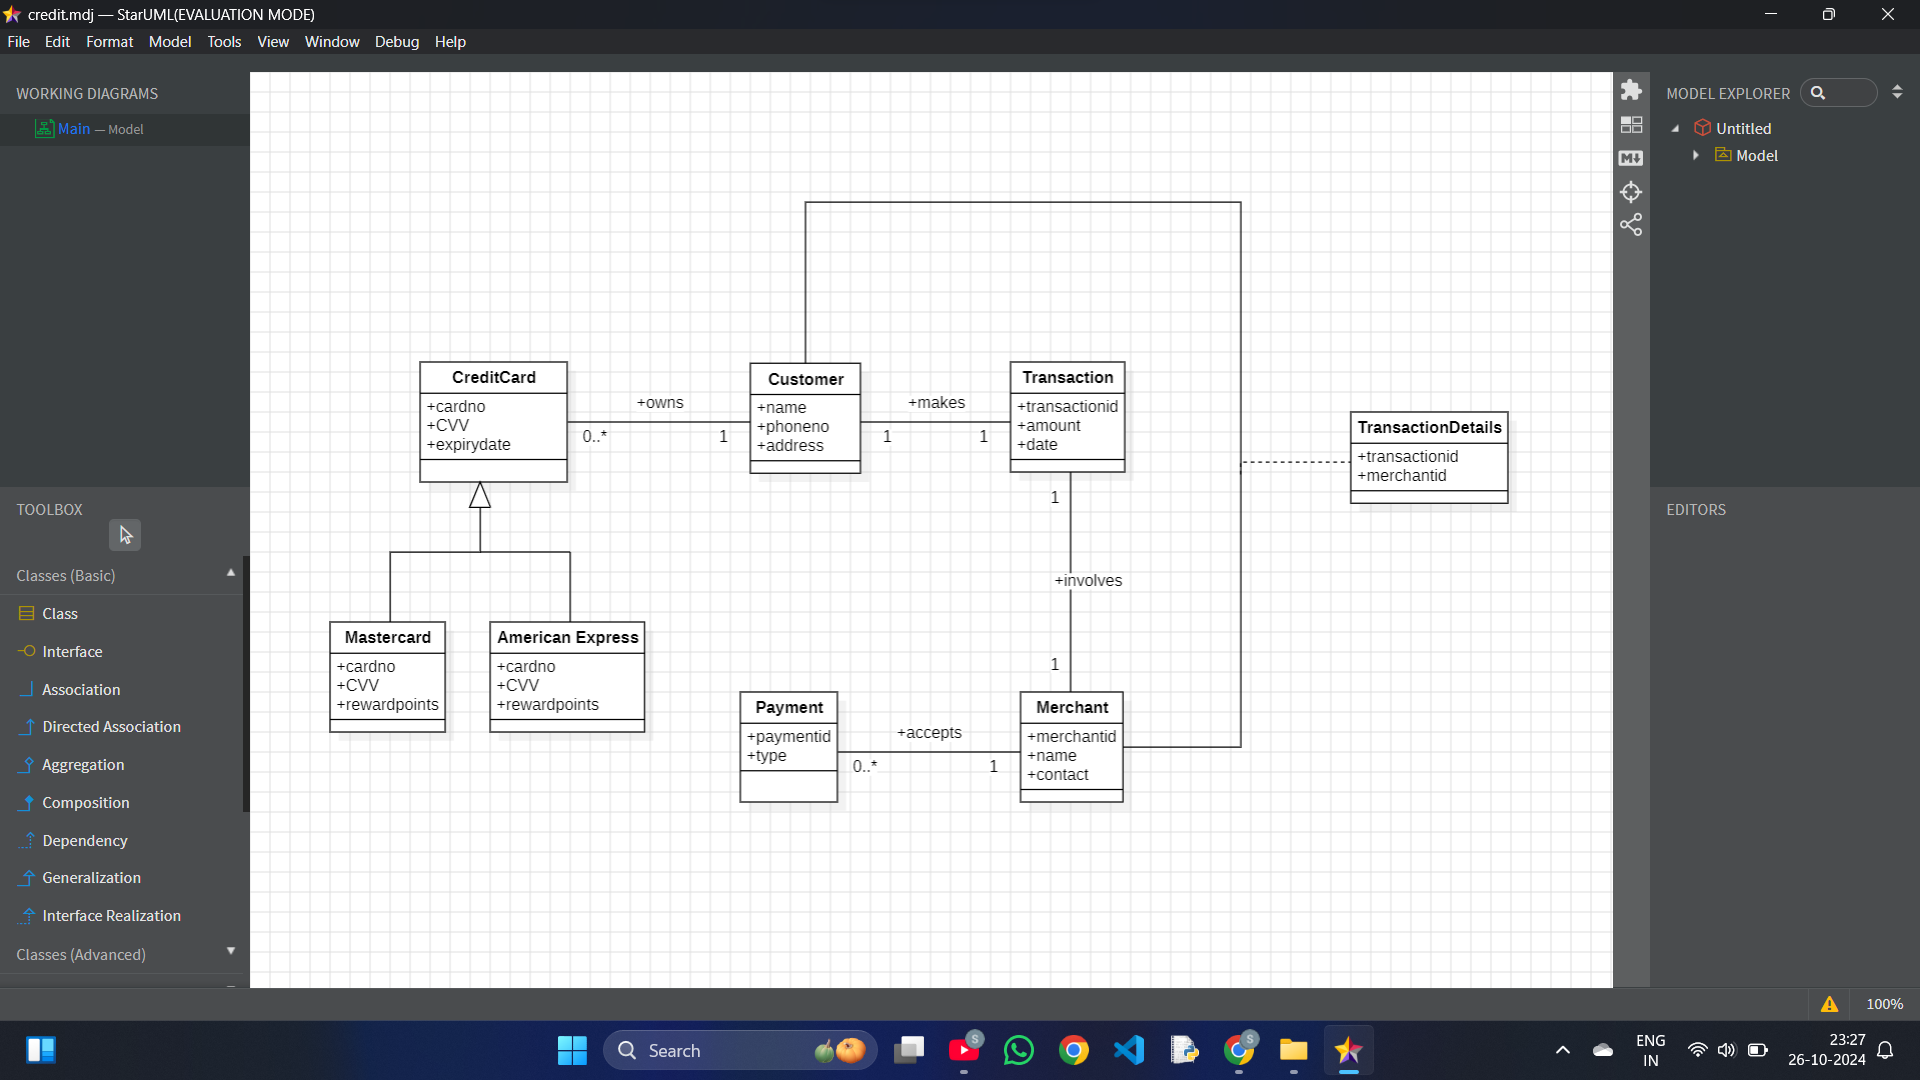 credit.mdj — StarUML(EVALUATION MODE)
File Edit Format Model Tools View Window Debug Help
WORKING DIAGRAMS
Main — Model
TOOLBOX
Classes (Basic)
Class
Interface
Association
Directed Association
Aggregation
Composition
Dependency
Generalization
Interface Realization
Classes (Advanced)
CreditCard
+cardno
+CVV
+expirydate
+owns
0..*
1
Customer
+name
+phoneno
+address
+makes
1
1
Transaction
+transactionid
+amount
+date
TransactionDetails
+transactionid
+merchantid
1
+involves
1
Mastercard
+cardno
+CVV
+rewardpoints
American Express
+cardno
+CVV
+rewardpoints
Payment
+paymentid
+type
+accepts
0..*
1
Merchant
+merchantid
+name
+contact
MODEL EXPLORER
Untitled
Model
EDITORS
100%
Search
S
S
ENG
IN
23:27
26-10-2024